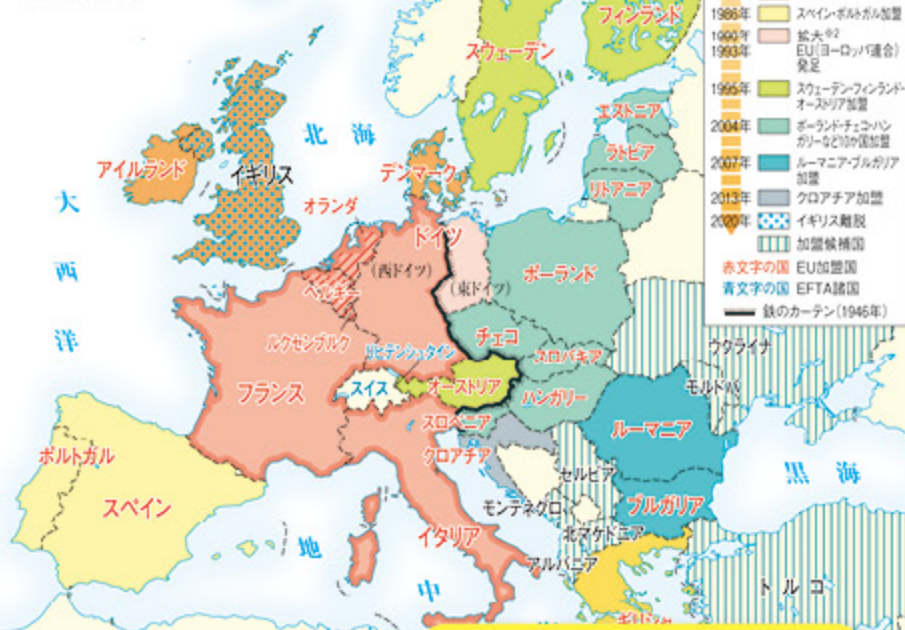 フィンランド
スウェーデン
エストニア
ラトビア
リトアニア
北海
アイルランド
イギリス
デンマーク
オランダ
ドイツ
(西ドイツ)
(東ドイツ)
ポーランド
ベルギー
大西洋
ルクセンブルク
チェコ
リヒテンシュタイン
スロバキア
フランス
スイス
オーストリア
ハンガリー
スロベニア
クロアチア
ウクライナ
モルドバ
ルーマニア
ポルトガル
スペイン
セルビア
黒海
モンテネグロ
ブルガリア
イタリア
北マケドニア
アルバニア
地中
トルコ
1986年 スペイン・ポルトガル加盟
1990年 拡大※2
1993年 EU(ヨーロッパ連合)
発足
1995年 スウェーデン・フィンランド・
オーストリア加盟
2004年 ポーランド・チェコ・ハン
ガリーなど10か国加盟
2007年 ルーマニア・ブルガリア
加盟
2013年 クロアチア加盟
2020年 イギリス離脱
加盟候補国
赤文字の国 EU加盟国
青文字の国 EFTA諸国
鉄のカーテン(1946年)